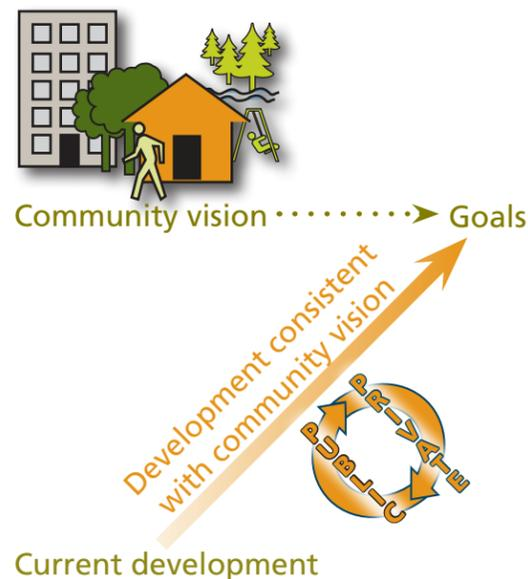 Community vision
Goals
Development consistent
with community vision
PRIVATE
PUBLIC
Current development